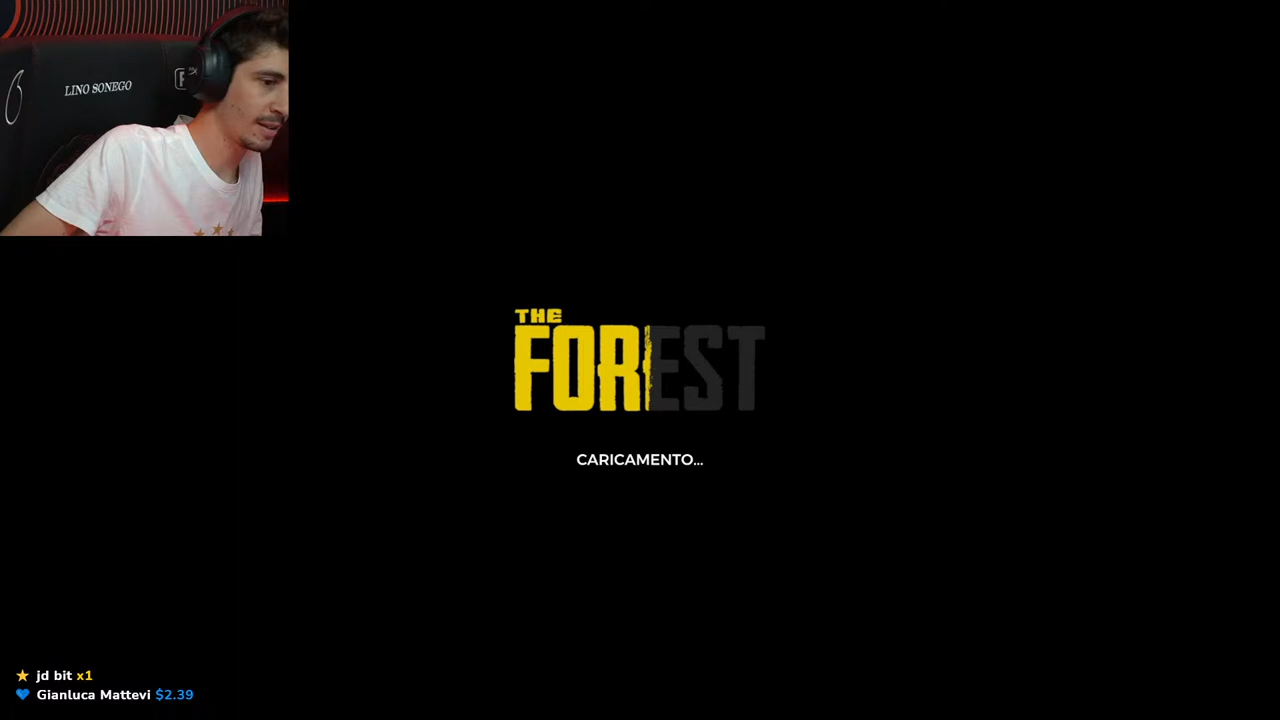 LINO SONEGO
THE
FOREST
CARICAMENTO...
jd bit x1
Gianluca Mattevi $2.39